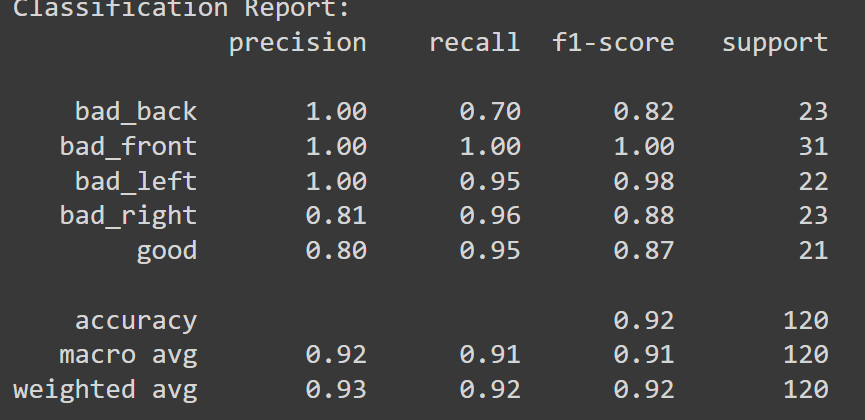 Classification Report:
precision recall f1-score support
bad_back 1.00 0.70 0.82 23
bad_front 1.00 1.00 1.00 31
bad_left 1.00 0.95 0.98 22
bad_right 0.81 0.96 0.88 23
good 0.80 0.95 0.87 21
accuracy 0.92 120
macro avg 0.92 0.91 0.91 120
weighted avg 0.93 0.92 0.92 120